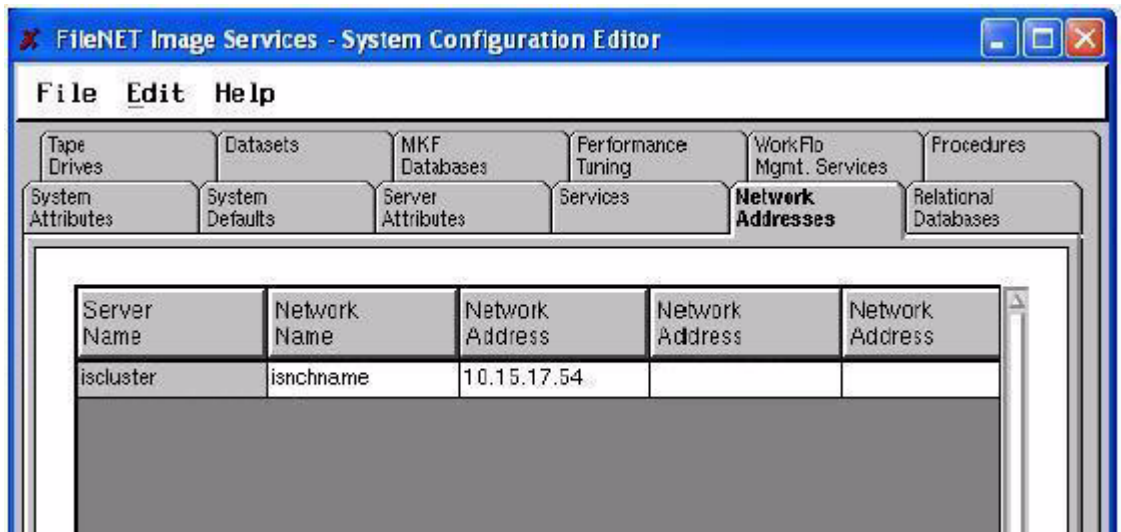 FileNET Image Services - System Configuration Editor
File Edit Help
Tape Drives
Datasets
MKF Databases
Performance Tuning
WorkFlo Mgmt. Services
Procedures
System Attributes
System Defaults
Server Attributes
Services
Network Addresses
Relational Databases
Server Name
Network Name
Network Address
Network Address
Network Address
iscluster isnchname 10.15.17.54